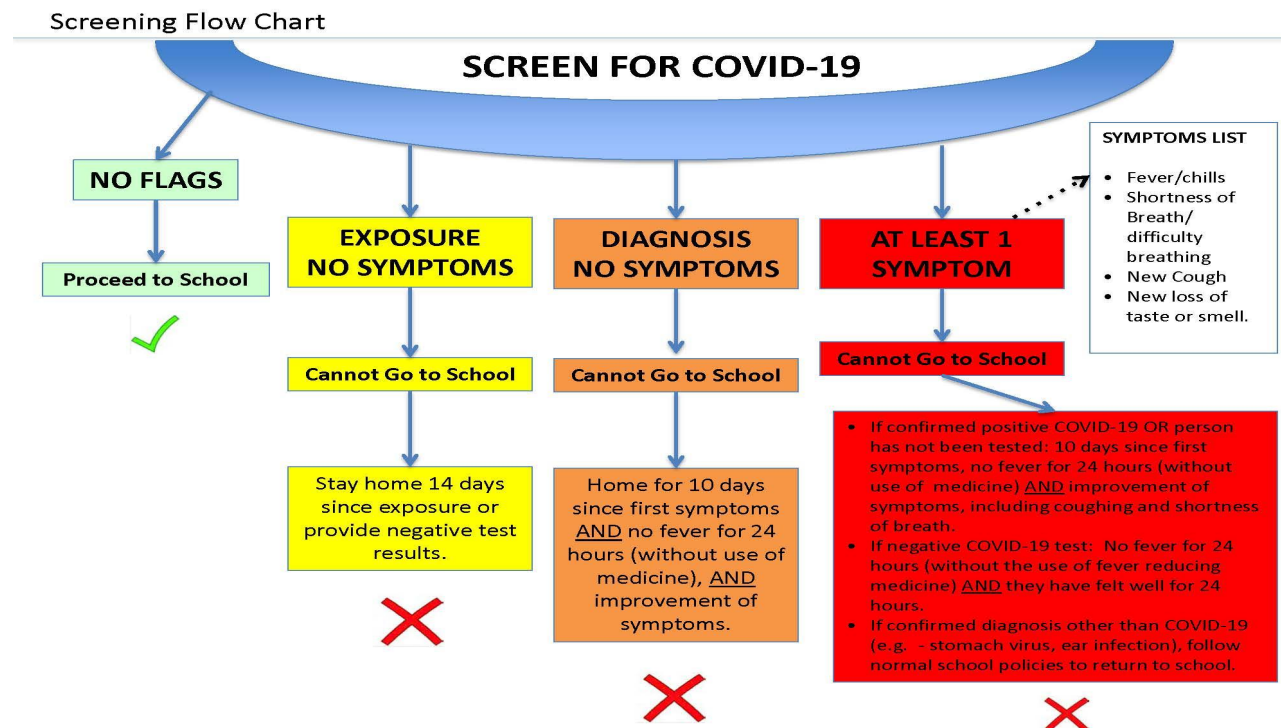 Screening Flow Chart
SCREEN FOR COVID-19
NO FLAGS
Proceed to School
EXPOSURE
NO SYMPTOMS
Cannot Go to School
Stay home 14 days
since exposure or
provide negative test
results.
DIAGNOSIS
NO SYMPTOMS
Cannot Go to School
Home for 10 days
since first symptoms
AND no fever for 24
hours (without use of
medicine), AND
improvement of
symptoms.
AT LEAST 1
SYMPTOM
Cannot Go to School
• If confirmed positive COVID-19 OR person
has not been tested: 10 days since first
symptoms, no fever for 24 hours (without
use of medicine) AND improvement of
symptoms, including coughing and shortness
of breath.
• If negative COVID-19 test: No fever for 24
hours (without the use of fever reducing
medicine) AND they have felt well for 24
hours.
• If confirmed diagnosis other than COVID-19
(e.g. - stomach virus, ear infection), follow
normal school policies to return to school.
SYMPTOMS LIST
• Fever/chills
• Shortness of
Breath/
difficulty
breathing
• New Cough
• New loss of
taste or smell.